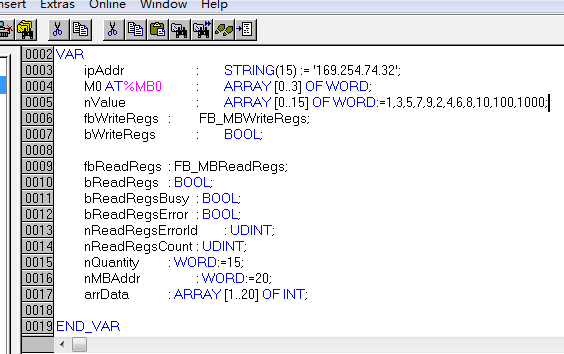 nsert Extras Online Window Help
0002 VAR
0003 ipAddr : STRING(15) := '169.254.74.32';
0004 M0 AT%MB0 : ARRAY [0..3] OF WORD;
0005 nValue : ARRAY [0..15] OF WORD:=1,3,5,7,9,2,4,6,8,10,100,1000;
0006 fbWriteRegs : FB_MBWriteRegs;
0007 bWriteRegs : BOOL;
0008
0009 fbReadRegs : FB_MBReadRegs;
0010 bReadRegs : BOOL;
0011 bReadRegsBusy : BOOL;
0012 bReadRegsError : BOOL;
0013 nReadRegsErrorId : UDINT;
0014 nReadRegsCount : UDINT;
0015 nQuantity : WORD:=15;
0016 nMBAddr : WORD:=20;
0017 arrData : ARRAY [1..20] OF INT;
0018
0019 END_VAR